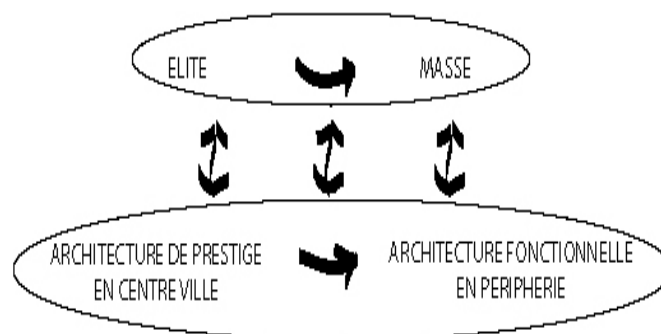 ELITE MASSE
ARCHITECTURE DE PRESTIGE
EN CENTRE VILLE
ARCHITECTURE FONCTIONNELLE
EN PERIPHERIE